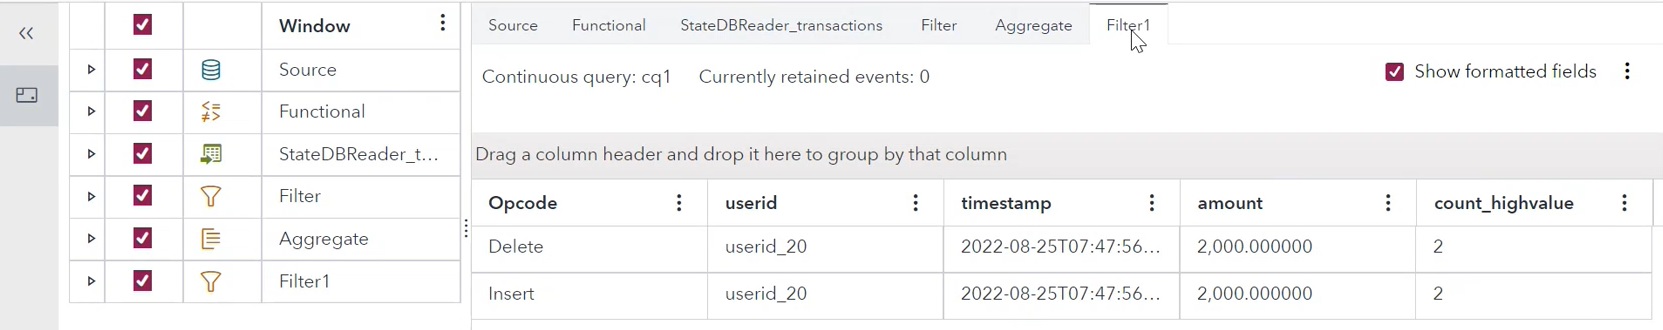 Window
Source
Functional
StateDBReader_t...
Filter
Aggregate
Filter1
Source Functional StateDBReader_transactions Filter Aggregate Filter1
Continuous query: cq1 Currently retained events: 0 Show formatted fields
Drag a column header and drop it here to group by that column
Opcode userid timestamp amount count_highvalue
Delete userid_20 2022-08-25T07:47:56... 2,000.000000 2
Insert userid_20 2022-08-25T07:47:56... 2,000.000000 2